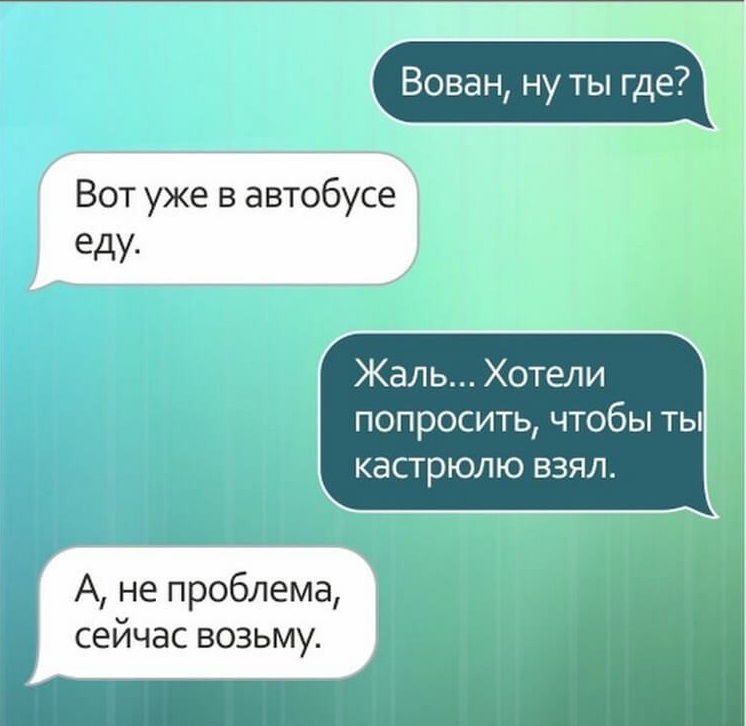 Вован, ну ты где?
Вот уже в автобусе
еду.
Жаль... Хотели
попросить, чтобы ты
кастрюлю взял.
А, не проблема,
сейчас возьму.